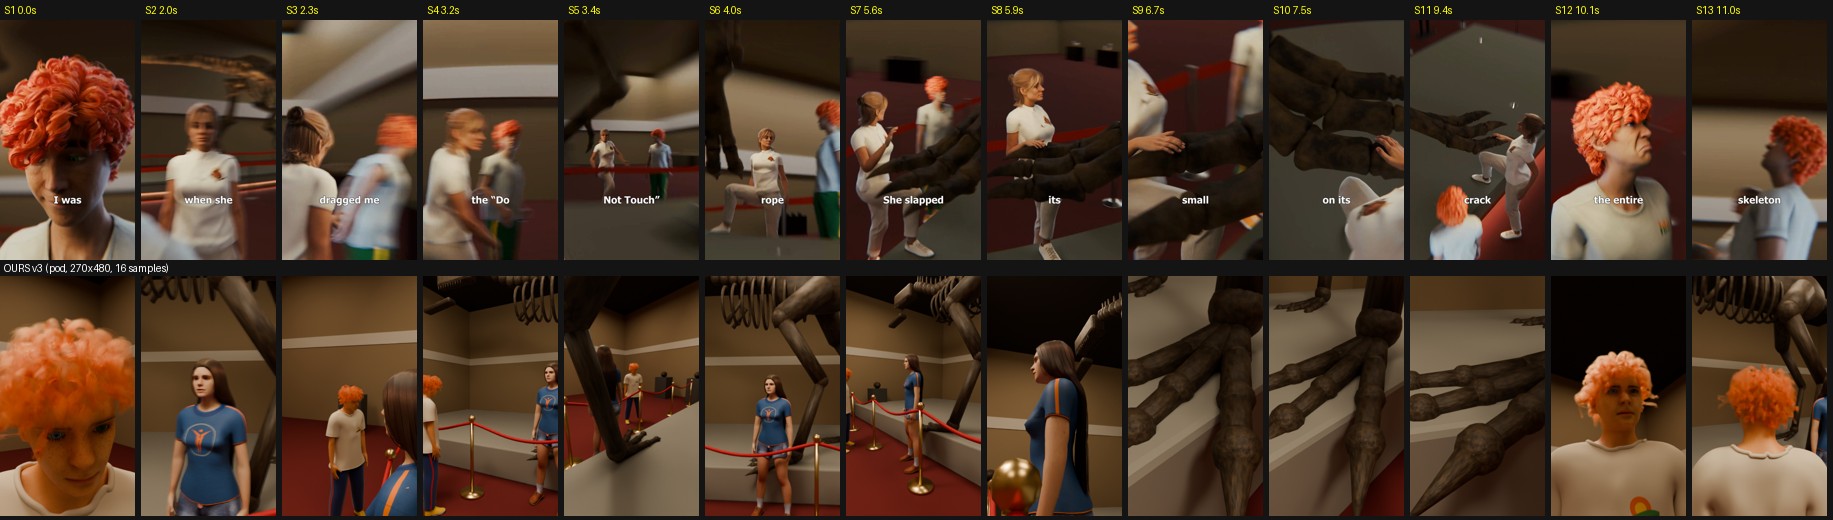 S1 0.0s S2 2.0s S3 2.3s S4 3.2s S5 3.4s S6 4.0s S7 5.6s S8 5.9s S9 6.7s S10 7.5s S11 9.4s S12 10.1s S13 11.0s
I was when she dragged me the “Do Not Touch” rope She slapped its small on its crack the entire skeleton
OURS v3 (pod, 270x480, 16 samples)